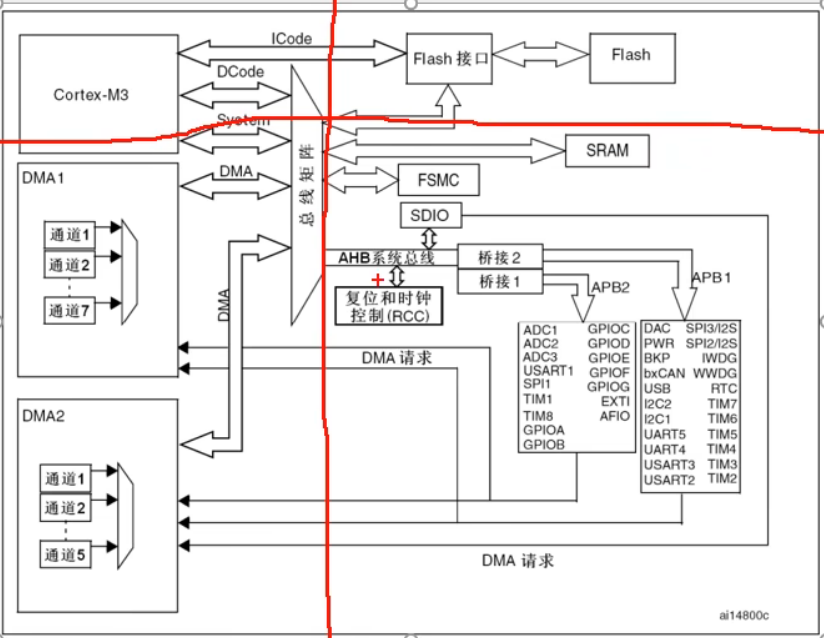 ICode
Cortex-M3
DCode
System
Flash 接口
Flash
总线矩阵
SRAM
DMA1
DMA
FSMC
SDIO
通道1
通道2
通道7
AHB系统总线
桥接2
桥接1
APB2
APB1
复位和时钟
控制(RCC)
DMA
ADC1 GPIOC
ADC2 GPIOD
ADC3 GPIOE
USART1 GPIOF
SPI1 GPIOG
TIM1 EXTI
TIM8 AFIO
GPIOA
GPIOB
DAC SPI3/I2S
PWR SPI2/I2S
BKP IWDG
bxCAN WWDG
USB RTC
I2C2 TIM7
I2C1 TIM6
UART5 TIM5
UART4 TIM4
USART3 TIM3
USART2 TIM2
DMA 请求
DMA2
通道1
通道2
通道5
DMA 请求
ai14800c